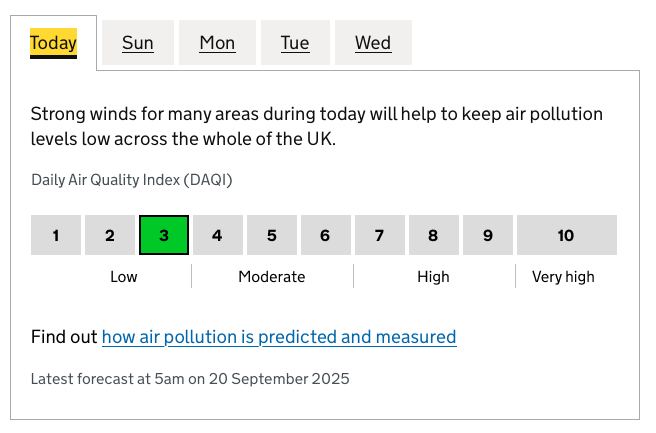 Today Sun Mon Tue Wed
Strong winds for many areas during today will help to keep air pollution
levels low across the whole of the UK.
Daily Air Quality Index (DAQI)
1 2 3 4 5 6 7 8 9 10
Low Moderate High Very high
Find out how air pollution is predicted and measured
Latest forecast at 5am on 20 September 2025